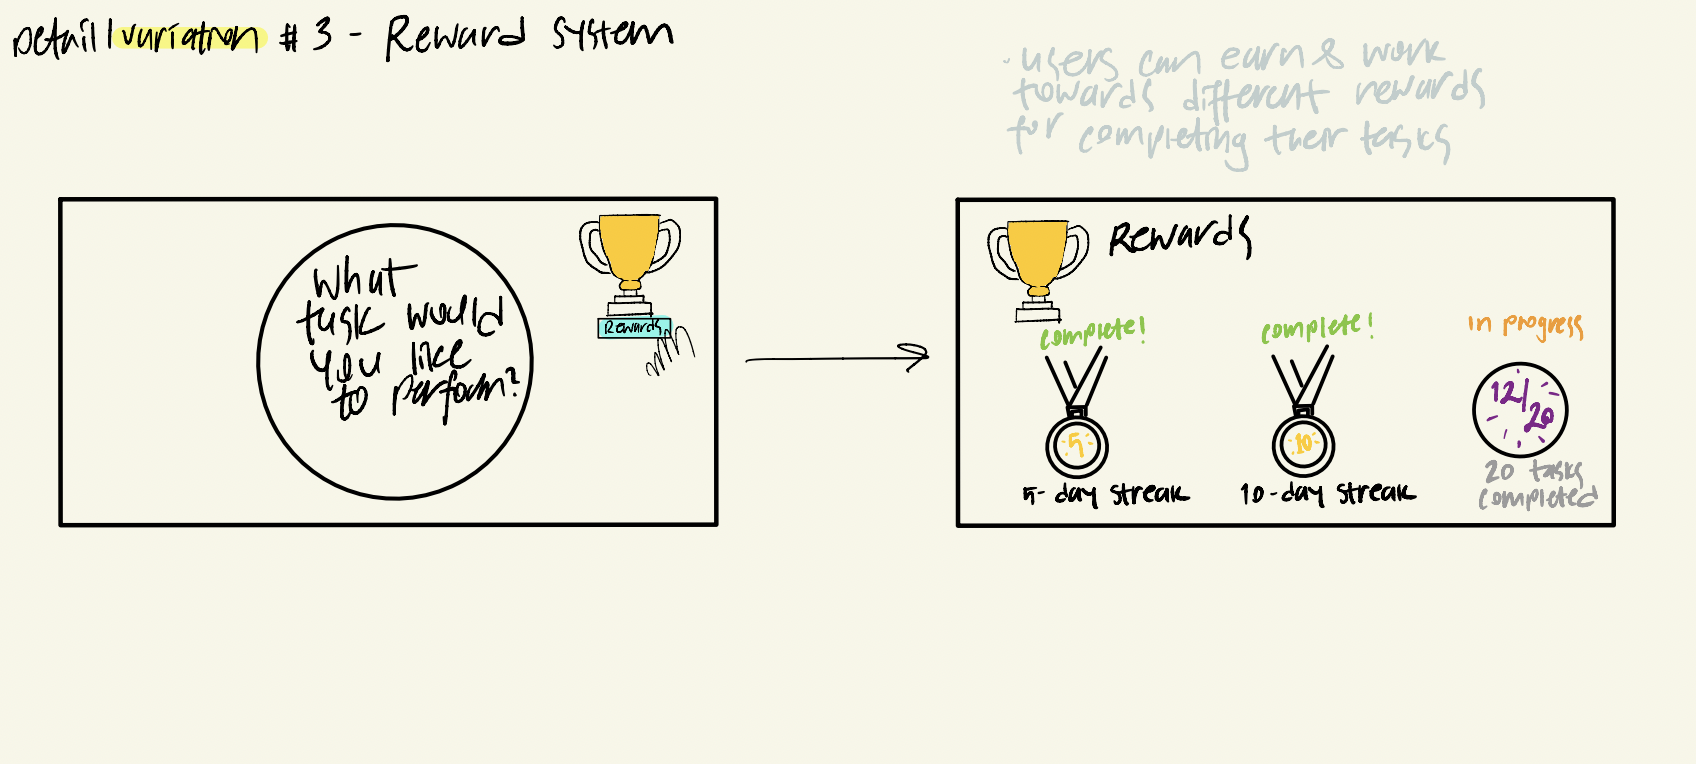 Detail variation # 3 - Reward System
· users can earn & work
towards different rewards
for completing their tasks
What
task would
you like
to perform?
Rewards
Rewards
complete!
5
5-day streak
complete!
10
10-day streak
in progress
12/20
20 tasks
completed